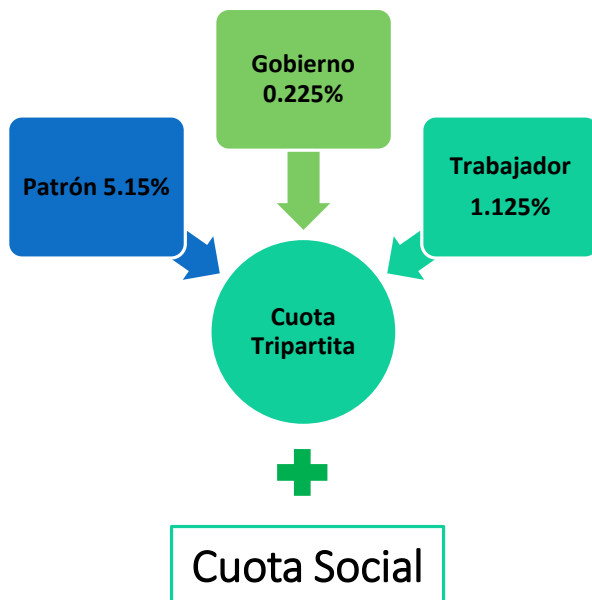 Gobierno
0.225%
Patrón 5.15%
Trabajador
1.125%
Cuota
Tripartita
Cuota Social